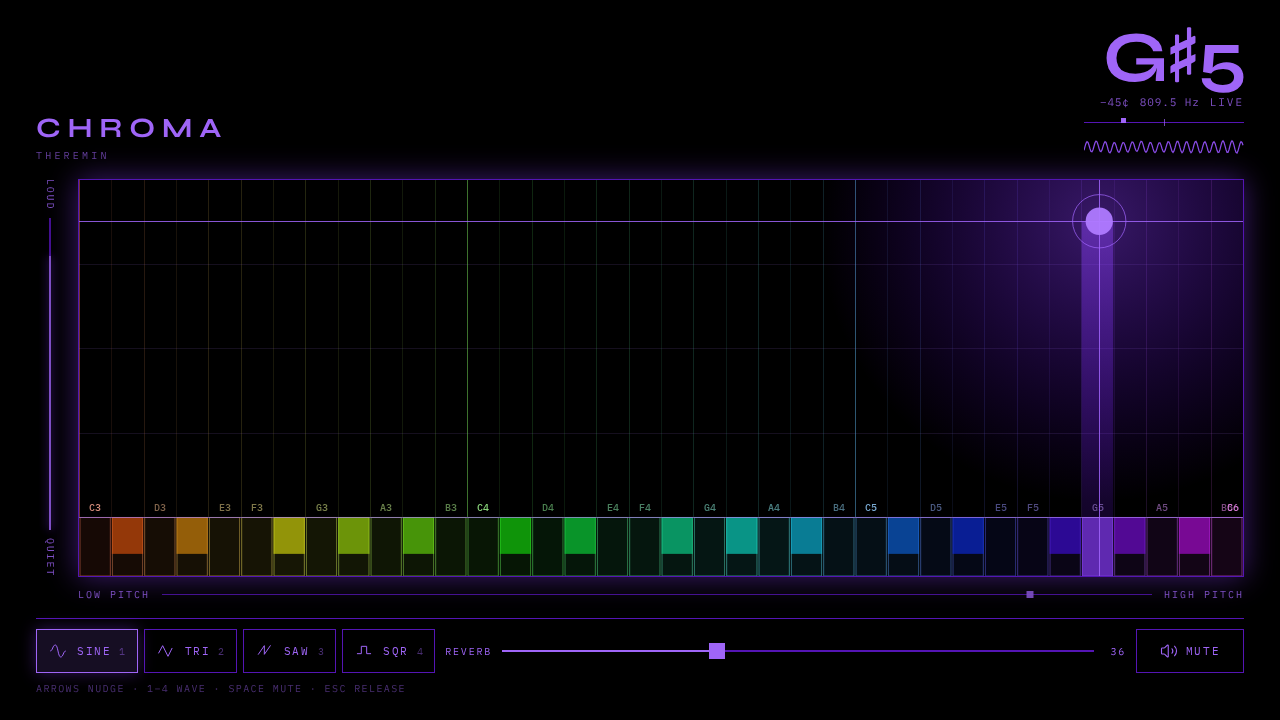 G♯5
−45¢ 809.5 Hz LIVE
CHROMA
THEREMIN
LOUD
C3 D3 E3 F3 G3 A3 B3 C4 D4 E4 F4 G4 A4 B4 C5 D5 E5 F5 G5 A5 B5 C6
QUIET
LOW PITCH HIGH PITCH
SINE 1 TRI 2 SAW 3 SQR 4 REVERB 36 MUTE
ARROWS NUDGE · 1–4 WAVE · SPACE MUTE · ESC RELEASE